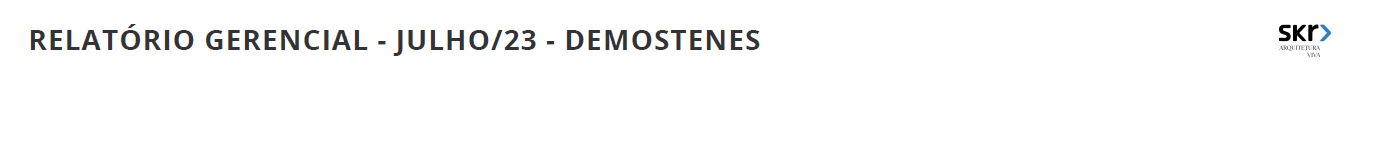 RELATÓRIO GERENCIAL - JULHO/23 - DEMOSTENES
SKR
ARQUITETURA
VIVA